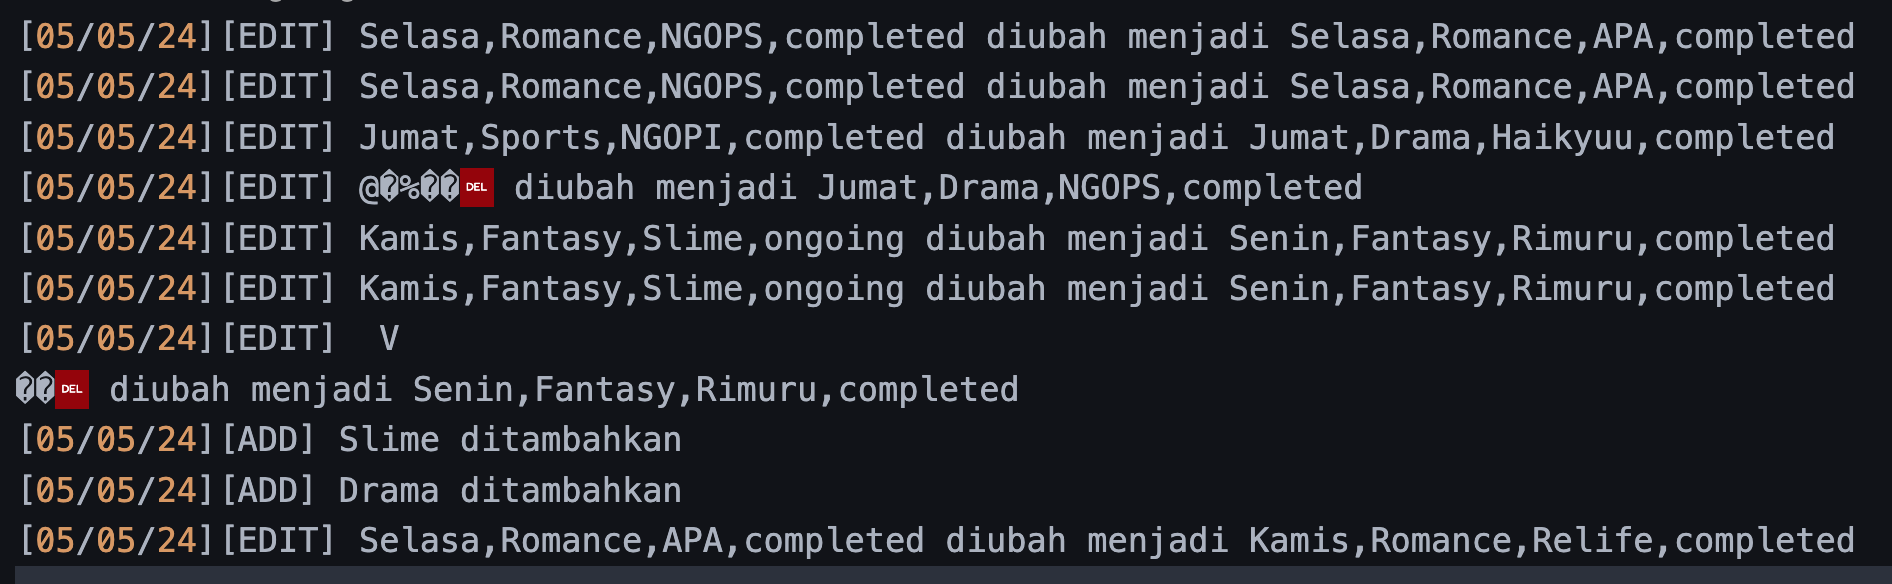 [05/05/24][EDIT] Selasa,Romance,NGOPS,completed diubah menjadi Selasa,Romance,APA,completed
[05/05/24][EDIT] Selasa,Romance,NGOPS,completed diubah menjadi Selasa,Romance,APA,completed
[05/05/24][EDIT] Jumat,Sports,NGOPI,completed diubah menjadi Jumat,Drama,Haikyuu,completed
[05/05/24][EDIT] @�%��DEL diubah menjadi Jumat,Drama,NGOPS,completed
[05/05/24][EDIT] Kamis,Fantasy,Slime,ongoing diubah menjadi Senin,Fantasy,Rimuru,completed
[05/05/24][EDIT] Kamis,Fantasy,Slime,ongoing diubah menjadi Senin,Fantasy,Rimuru,completed
[05/05/24][EDIT]  V
��DEL diubah menjadi Senin,Fantasy,Rimuru,completed
[05/05/24][ADD] Slime ditambahkan
[05/05/24][ADD] Drama ditambahkan
[05/05/24][EDIT] Selasa,Romance,APA,completed diubah menjadi Kamis,Romance,Relife,completed